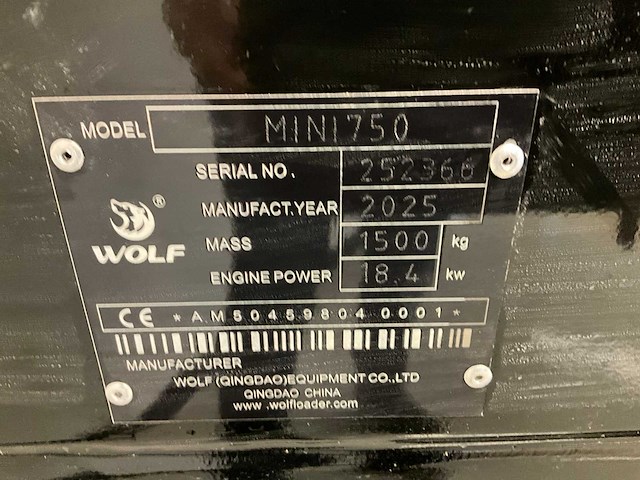 MODEL MINI750
SERIAL NO. 252366
MANUFACT.YEAR 2025
MASS 1500 kg
ENGINE POWER 18.4 kw
WOLF®
CE *AM50459804 0001*
MANUFACTURER
WOLF (QINGDAO)EQUIPMENT CO.,LTD
QINGDAO CHINA
www .wolfloader.com